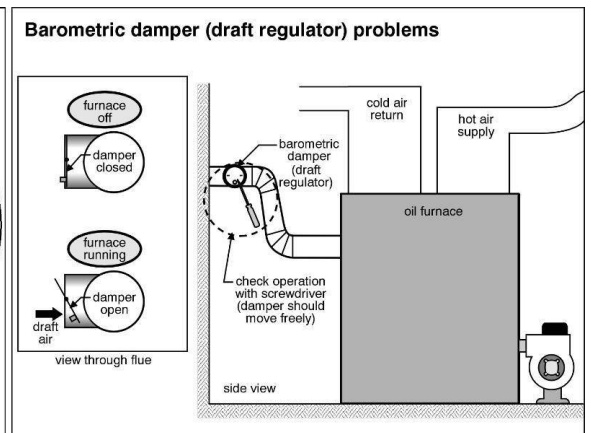 Barometric damper (draft regulator) problems
furnace
off
damper
closed
furnace
running
damper
open
draft
air
view through flue
cold air
return
hot air
supply
barometric
damper
(draft
regulator)
oil furnace
check operation
with screwdriver
(damper should
move freely)
side view